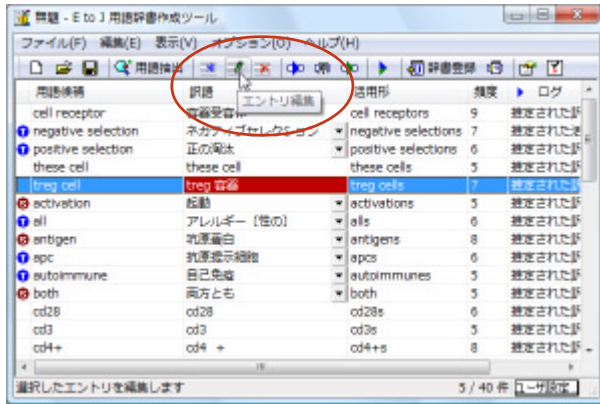 無題 - E to J 用語辞書作成ツール
ファイル(F) 編集(E) 表示(V) オプション(O) ヘルプ(H)
用語抽出 辞書登録
エントリ編集
用語候補 訳語 活用形 頻度 ログ
cell receptor 容器受容体 cell receptors 9 推定された訳
negative selection ネガティブセレクション negative selections 7 推定された
positive selection 正の淘汰 positive selections 6 推定された訳
these cell these cell these cells 5 推定された訳
treg cell treg 容器 treg cells 7 推定された訳
activation 起動 activations 5 推定された訳
all アレルギー [性の] alls 6 推定された訳
antigen 抗原蛋白 antigens 8 推定された訳
apc 抗原提示細胞 apcs 6 推定された訳
autoimmune 自己免疫 autoimmunes 5 推定された訳
both 両方とも both 5 推定された訳
cd28 cd28 cd28s 6 推定された訳
cd3 cd3 cd3s 5 推定された訳
cd4+ cd4 + cd4+s 8 推定された訳
選択したエントリを編集します 5 / 40 件 ユーザ設定